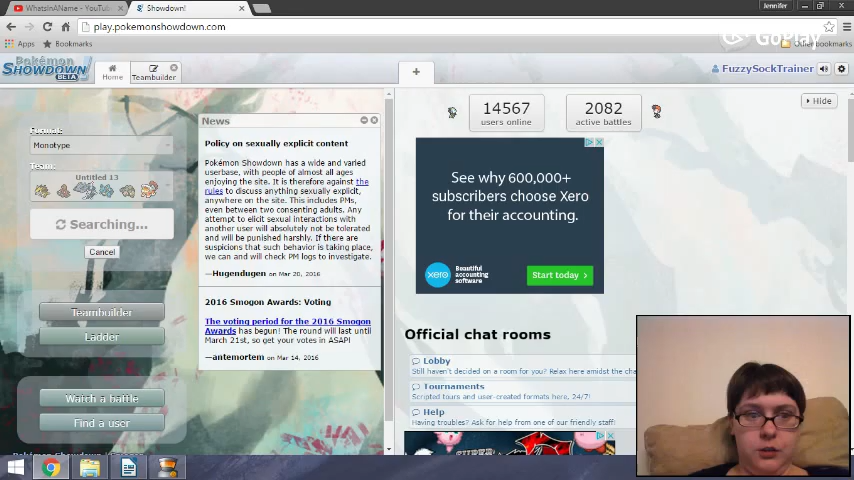 WhatsInAName - YouTube
Showdown!
Jennifer
play.pokemonshowdown.com
Apps
Bookmarks
Other bookmarks
GoPlay
Pokémon
SHOWDOWN
BETA
Home
Teambuilder
+
FuzzySockTrainer
Format:
Monotype
Team:
Untitled 13
Searching...
Cancel
Teambuilder
Ladder
Watch a battle
Find a user
News
Policy on sexually explicit content
Pokémon Showdown has a wide and varied
userbase, with people of almost all ages
enjoying the site. It is therefore against the
rules to discuss anything sexually explicit,
anywhere on the site. This includes PMs,
even between two consenting adults. Any
attempt to elicit sexual interactions with
another user will absolutely not be tolerated
and will be punished harshly. If there are
suspicions that such behavior is taking place,
we can and will check PM logs to investigate.
—Hugendugen on Mar 20, 2016
2016 Smogon Awards: Voting
The voting period for the 2016 Smogon
Awards has begun! The round will last until
March 21st, so get your votes in ASAP!
—antemortem on Mar 14, 2016
14567
users online
2082
active battles
Hide
See why 600,000+
subscribers choose Xero
for their accounting.
xero
Beautiful
accounting
software
Start today >
Official chat rooms
Lobby
Still haven't decided on a room for you? Relax here amidst the cha
Tournaments
Scripted tours and user-created formats here, 24/7!
Help
Having troubles? Ask for help from one of our friendly staff!